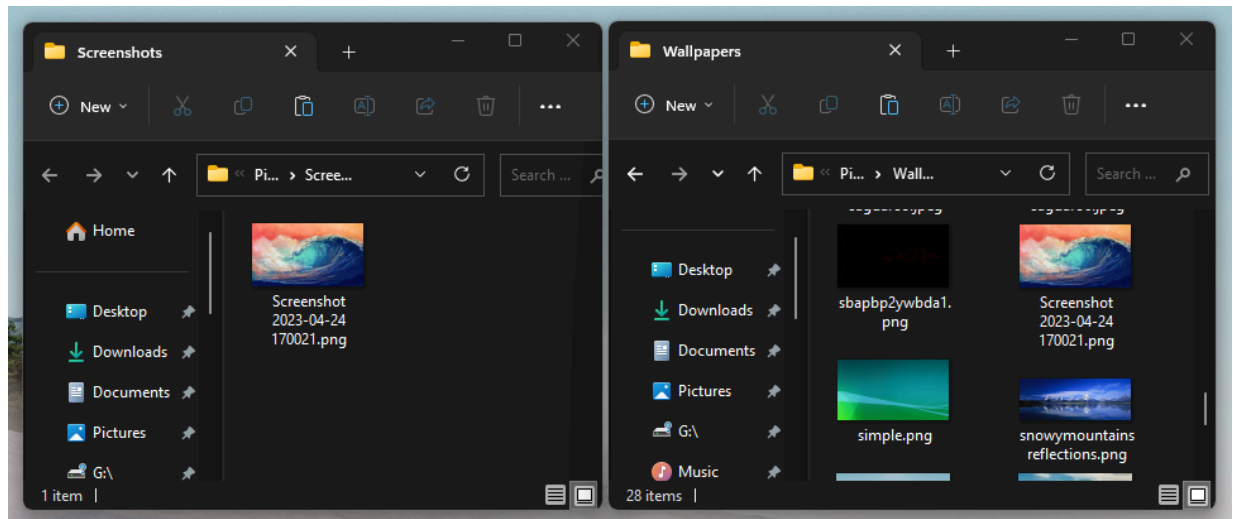 Screenshots
New
Pi... > Scree...
Search ...
Home
Desktop
Downloads
Documents
Pictures
G:\
Screenshot
2023-04-24
170021.png
1 item
Wallpapers
New
Pi... > Wall...
Search ...
Desktop
Downloads
Documents
Pictures
G:\
Music
sbapbp2ywbda1.
png
Screenshot
2023-04-24
170021.png
simple.png
snowymountains
reflections.png
28 items